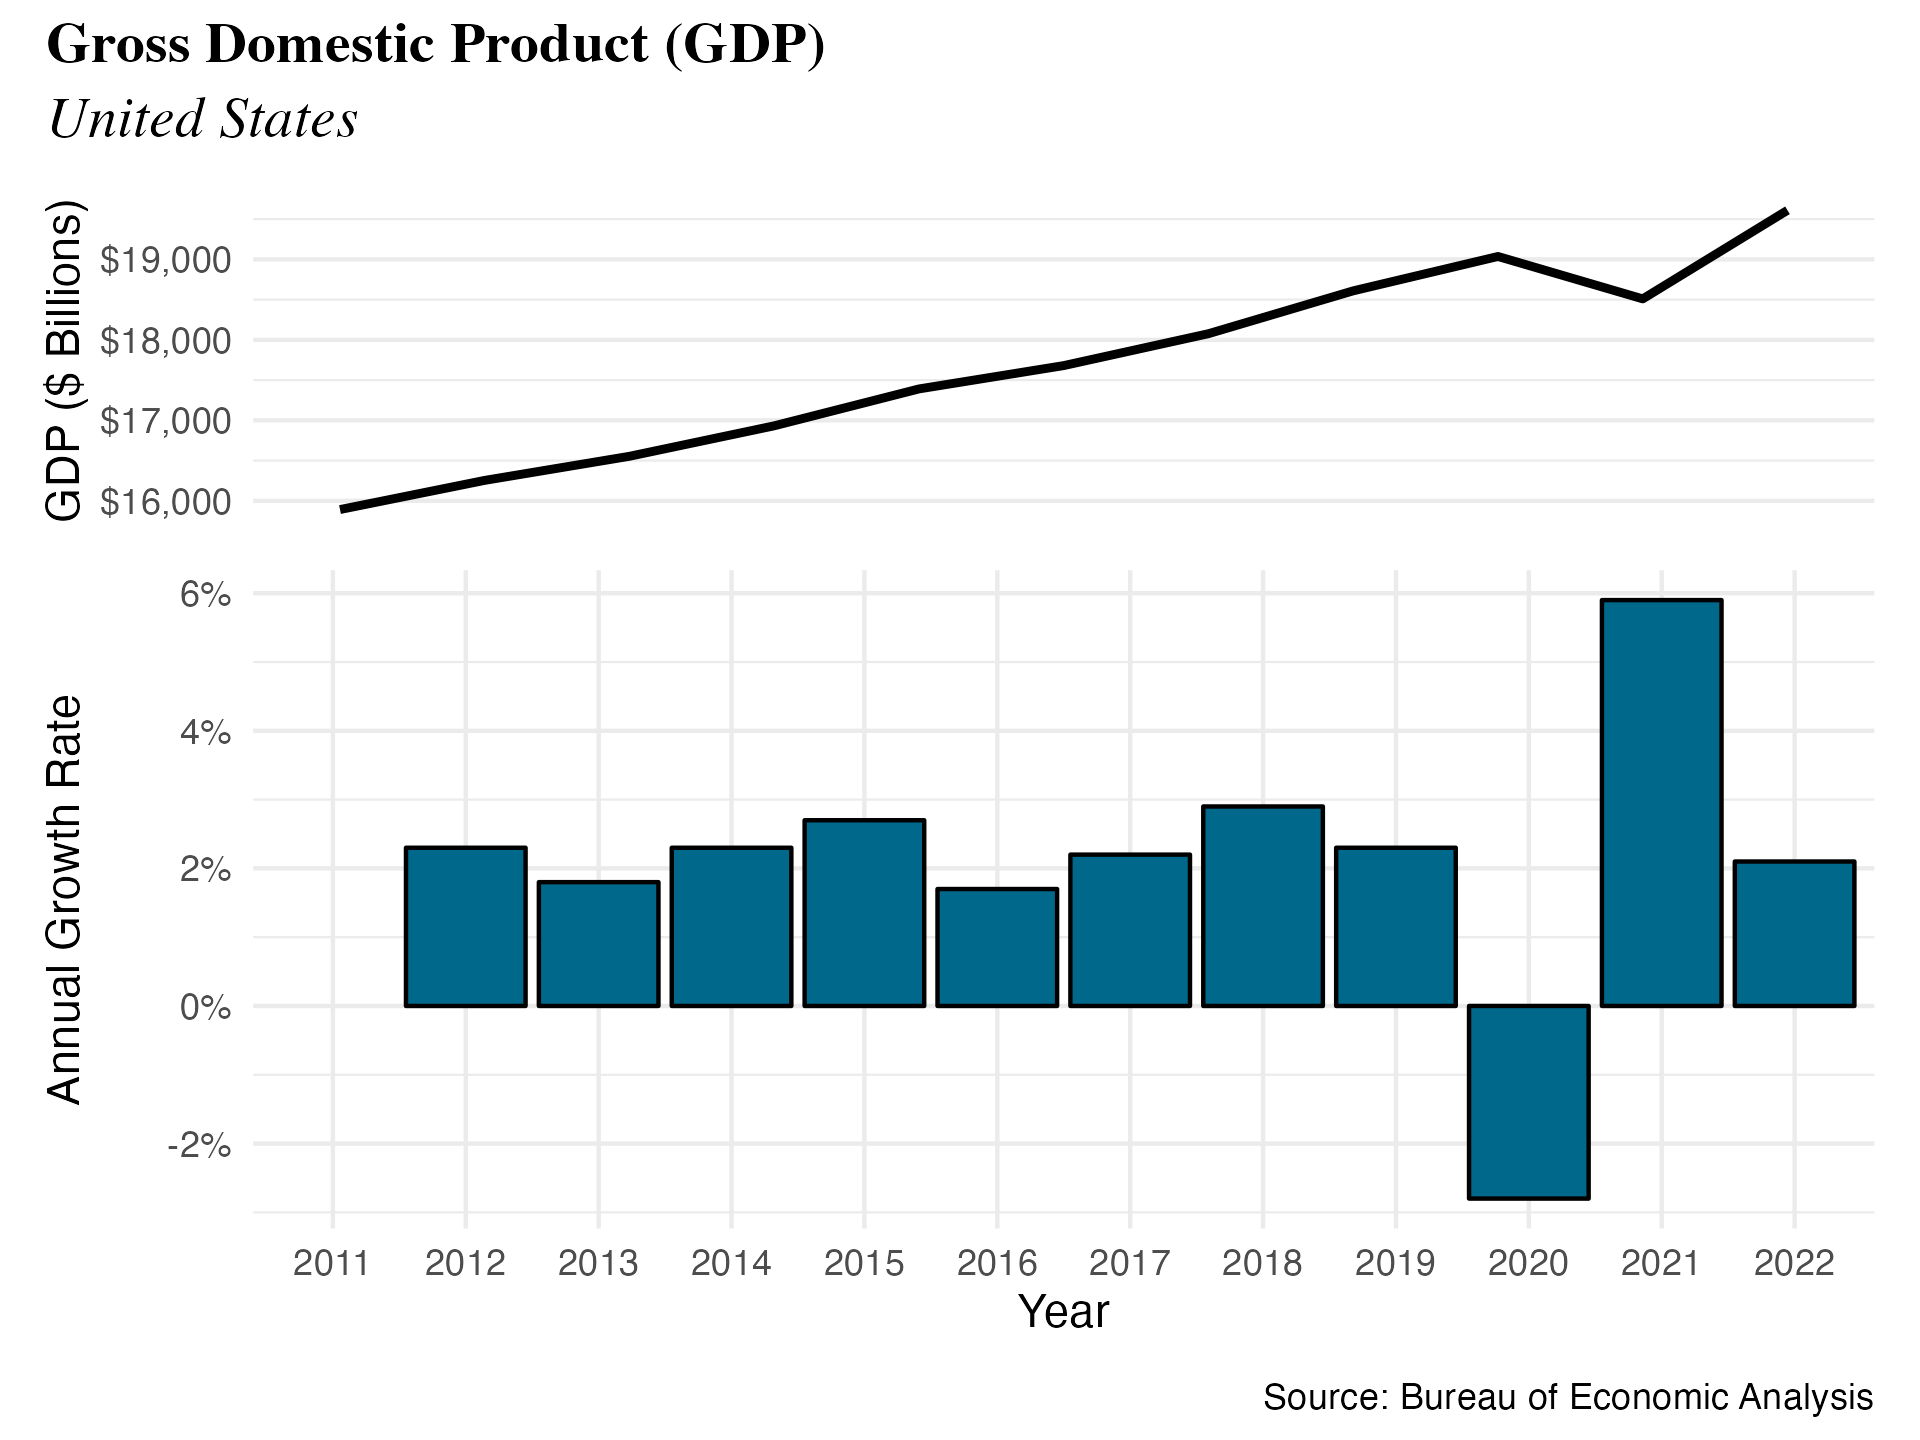 Gross Domestic Product (GDP)
United States
GDP ($ Billions)
$19,000
$18,000
$17,000
$16,000
Annual Growth Rate
6%
4%
2%
0%
-2%
2011 2012 2013 2014 2015 2016 2017 2018 2019 2020 2021 2022
Year
Source: Bureau of Economic Analysis